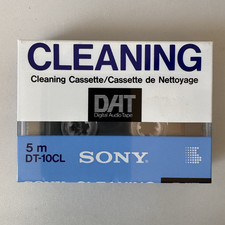 CLEANING
Cleaning Cassette/Cassette de Nettoyage
DAT
Digital Audio Tape
5 m
DT-10CL
SONY